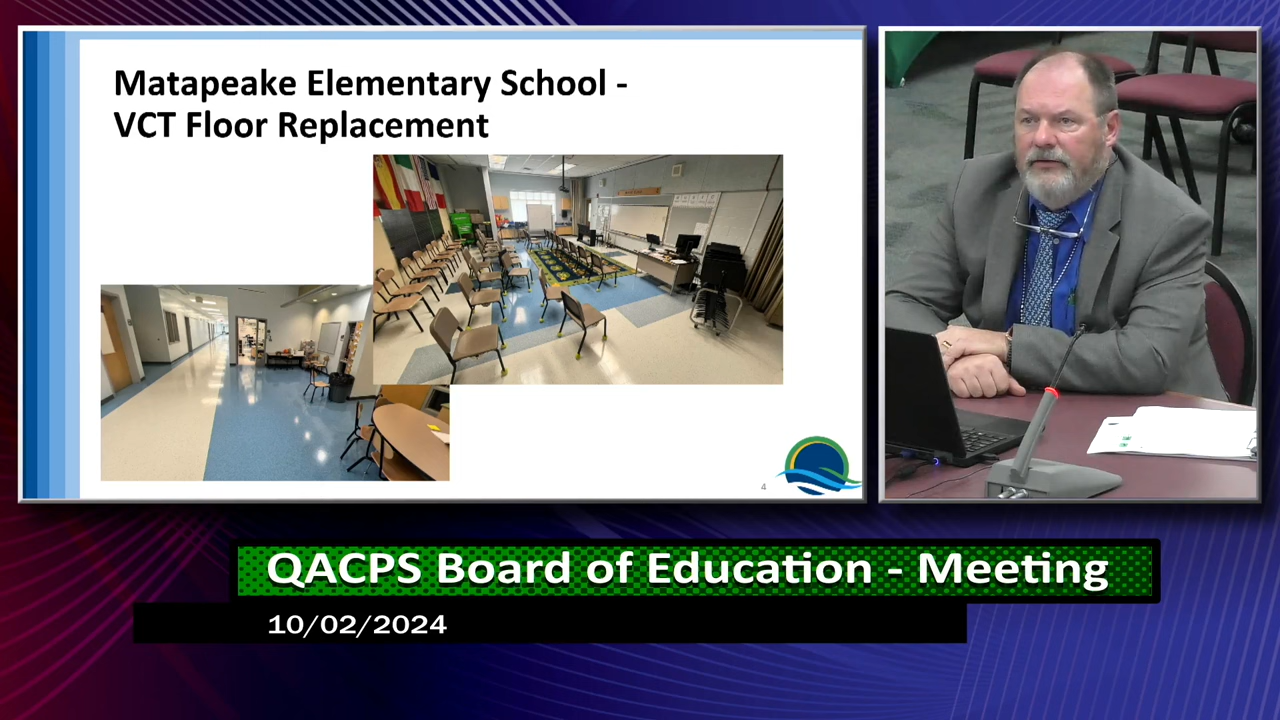 Matapeake Elementary School -
VCT Floor Replacement
4
QACPS Board of Education - Meeting
10/02/2024